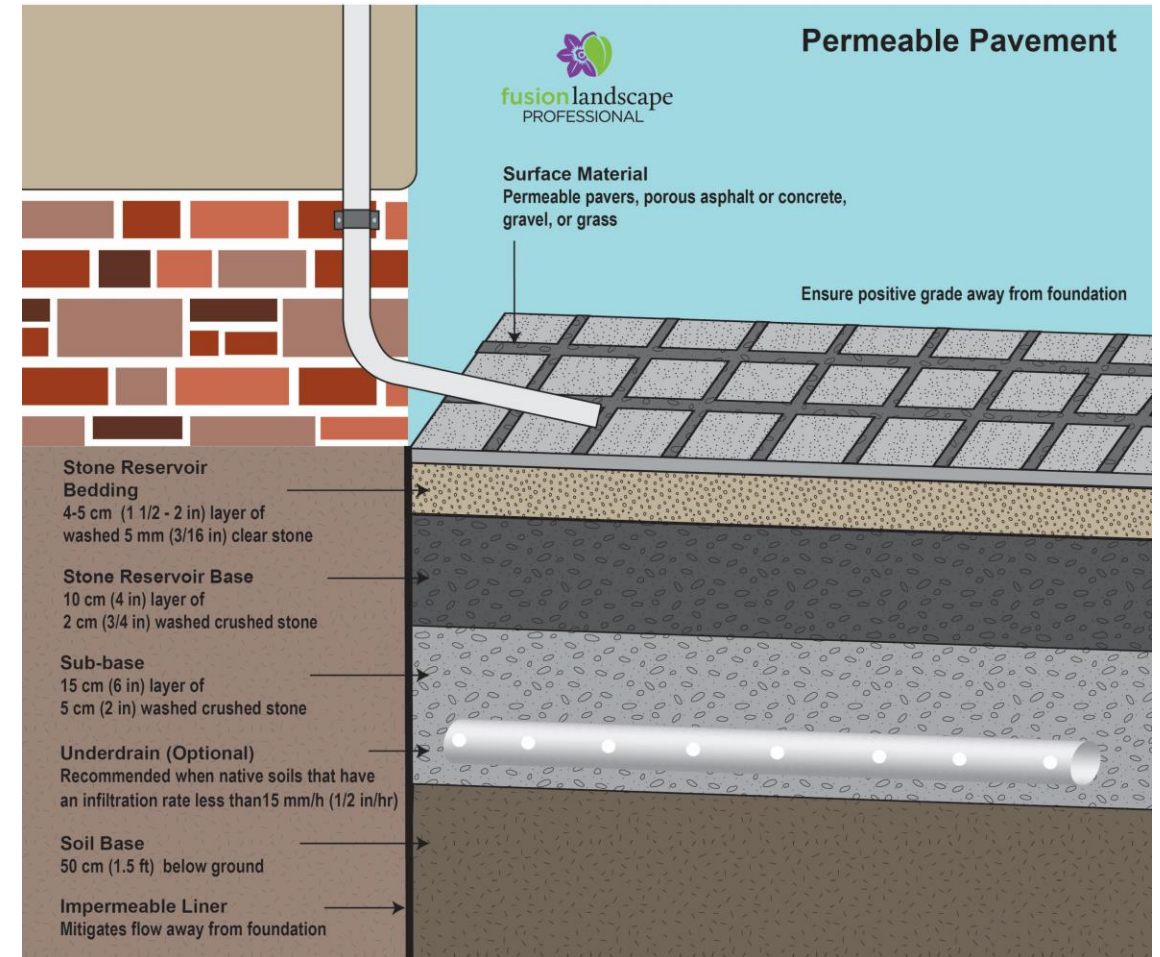 Permeable Pavement
fusion landscape
PROFESSIONAL
Surface Material
Permeable pavers, porous asphalt or concrete,
gravel, or grass
Ensure positive grade away from foundation
Stone Reservoir
Bedding
4-5 cm (1 1/2 - 2 in) layer of
washed 5 mm (3/16 in) clear stone
Stone Reservoir Base
10 cm (4 in) layer of
2 cm (3/4 in) washed crushed stone
Sub-base
15 cm (6 in) layer of
5 cm (2 in) washed crushed stone
Underdrain (Optional)
Recommended when native soils that have
an infiltration rate less than15 mm/h (1/2 in/hr)
Soil Base
50 cm (1.5 ft) below ground
Impermeable Liner
Mitigates flow away from foundation